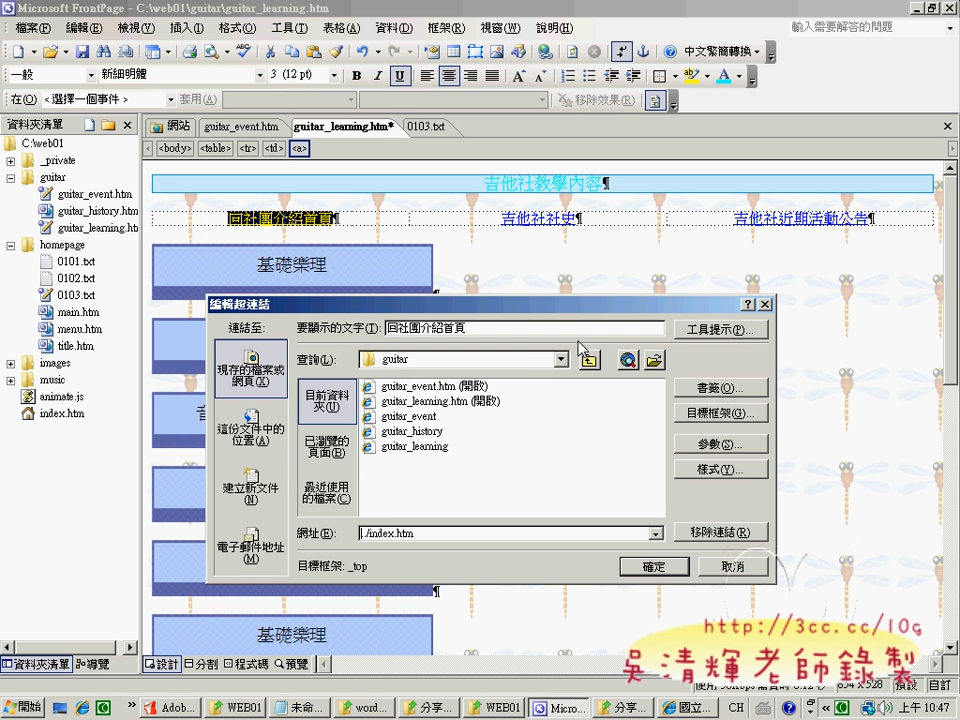 Microsoft FrontPage - C:\web01\guitar\guitar_learning.htm
檔案(F) 編輯(E) 檢視(V) 插入(I) 格式(O) 工具(T) 表格(A) 資料(D) 框架(R) 視窗(W) 說明(H) 輸入需要解答的問題
中文繁簡轉換
一般 新細明體 3 (12 pt) B I U
在(O) <選擇一個事件> 套用(A) 移除效果(R)
資料夾清單 網站 guitar_event.htm guitar_learning.htm* 0103.txt
C:\web01 <body> <table> <tr> <td> <a>
_private
guitar
guitar_event.htm
guitar_history.htm
guitar_learning.ht
homepage
0101.txt
0102.txt
0103.txt
main.htm
menu.htm
title.htm
images
music
animate.js
index.htm
吉他社教學內容
回社團介紹首頁 吉他社社史 吉他社近期活動公告
基礎樂理
編輯超連結
連結至: 要顯示的文字(T): 回社團介紹首頁 工具提示(P)...
現存的檔案或網頁(X) 查詢(L): guitar
目前資料夾(U) guitar_event.htm (開啟) 書籤(O)...
guitar_learning.htm (開啟)
guitar_event 目標框架(G)...
這份文件中的位置(A) 已瀏覽的頁面(B) guitar_history
guitar_learning 參數(S)...
樣式(Y)...
建立新文件(N) 最近使用的檔案(C)
電子郵件地址(M) 網址(E): ./index.htm 移除連結(R)
目標框架: _top 確定 取消
基礎樂理
http://3cc.cc/10g
吳清輝老師錄製
資料夾清單 導覽 設計 分割 程式碼 預覽
654 x 528 預設 自訂
開始 Adob... WEB01 未命... word... 分享... WEB01 Micro... 分享... 國立... CH 上午 10:47